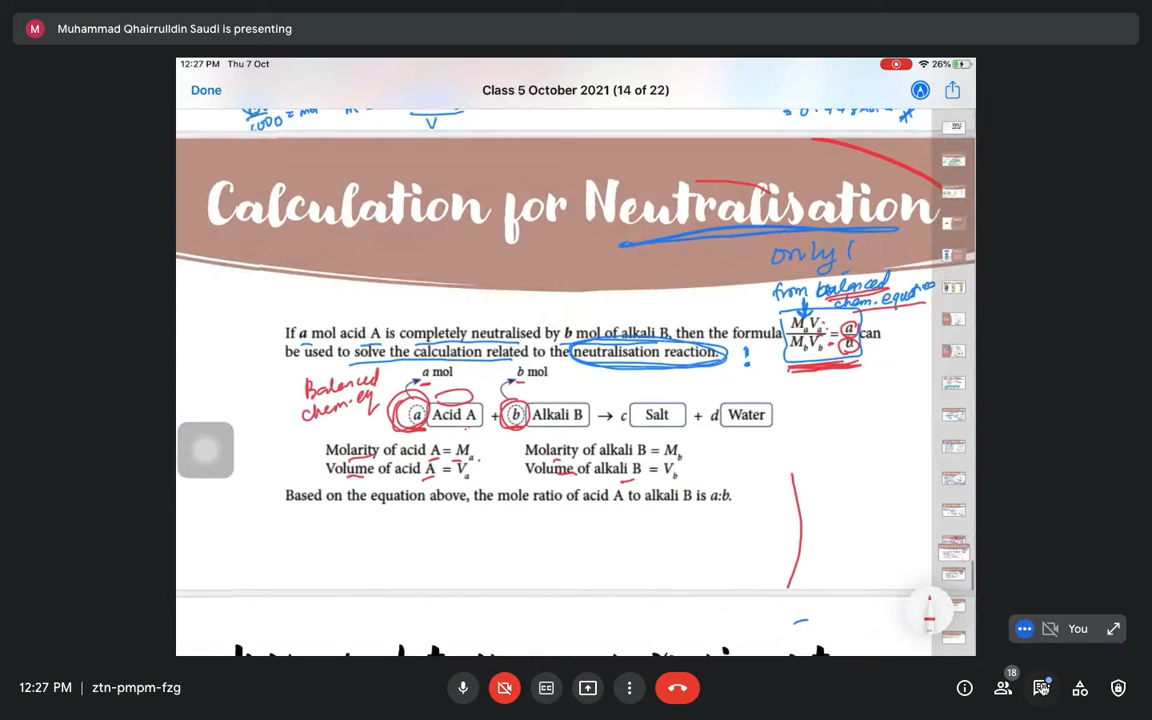 M Muhammad Qhairrulldin Saudi is presenting
12:27 PM Thu 7 Oct
26%
Done
Class 5 October 2021 (14 of 22)
1000 = mol
V
Calculation for Neutralisation
only!
from balanced
chem. equation
If a mol acid A is completely neutralised by b mol of alkali B, then the formula MaVa/MbVb = a/b can
be used to solve the calculation related to the neutralisation reaction. !
Balanced
chem. eq
a mol b mol
a Acid A + b Alkali B → c Salt + d Water
Molarity of acid A= Ma Molarity of alkali B = Mb
Volume of acid A = Va Volume of alkali B = Vb
Based on the equation above, the mole ratio of acid A to alkali B is a:b.
You
12:27 PM | ztn-pmpm-fzg
18